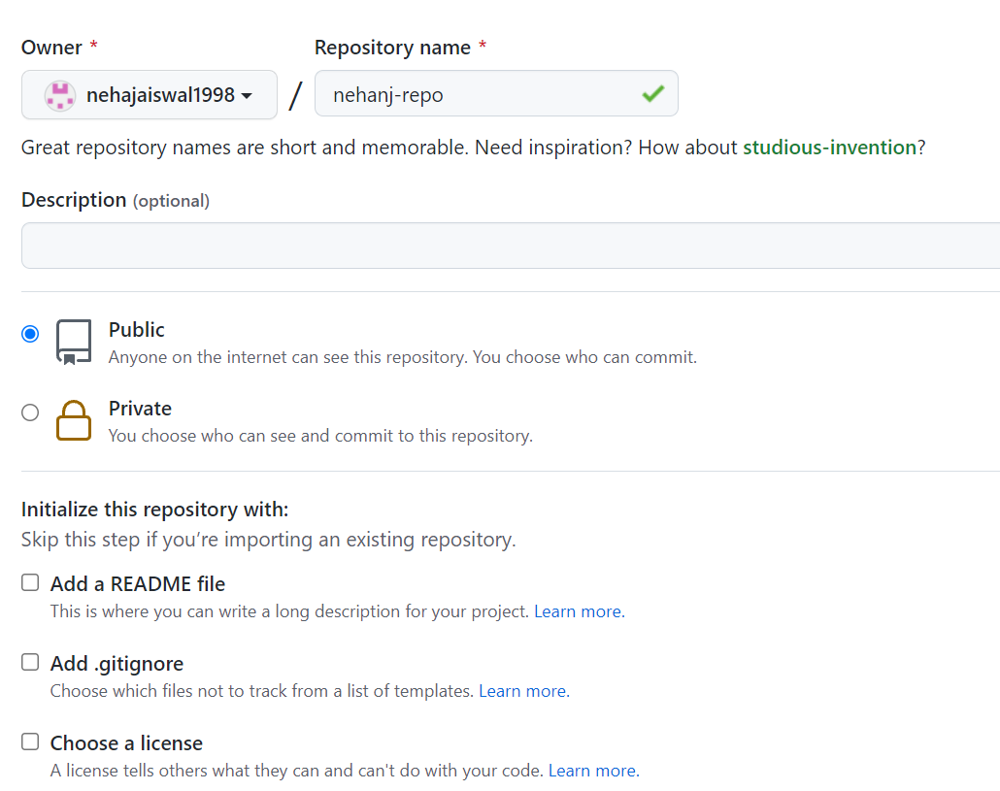 Owner *
Repository name *
nehajaiswal1998 / nehanj-repo
Great repository names are short and memorable. Need inspiration? How about studious-invention?
Description (optional)
Public
Anyone on the internet can see this repository. You choose who can commit.
Private
You choose who can see and commit to this repository.
Initialize this repository with:
Skip this step if you’re importing an existing repository.
Add a README file
This is where you can write a long description for your project. Learn more.
Add .gitignore
Choose which files not to track from a list of templates. Learn more.
Choose a license
A license tells others what they can and can't do with your code. Learn more.